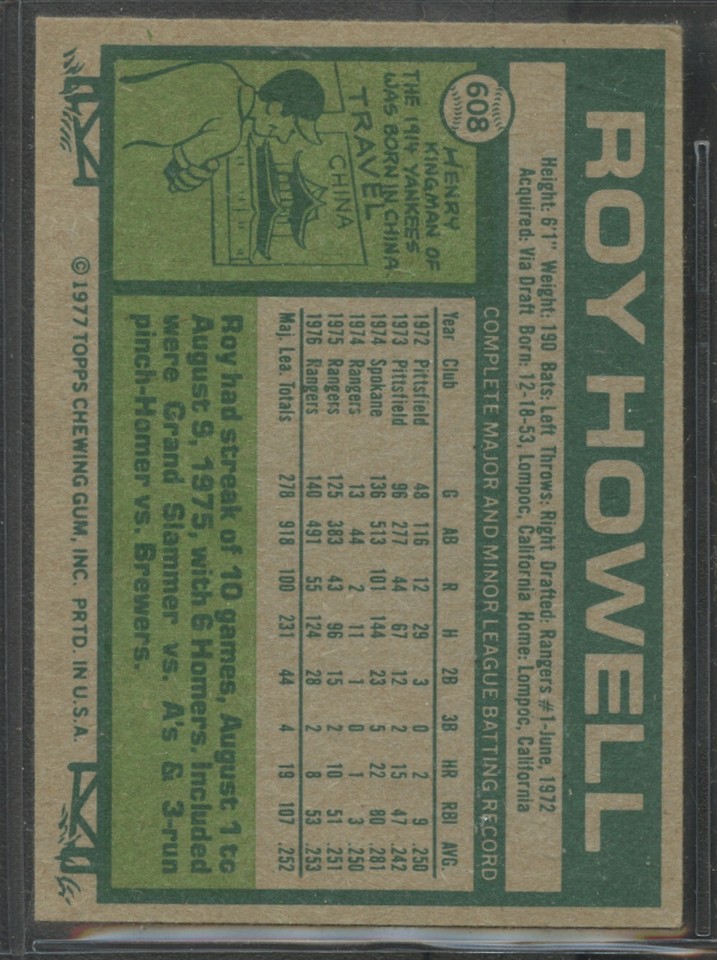 ROY HOWELL
608
Height: 6'1" Weight: 190 Bats: Left Throws: Right Drafted: Rangers #1-June, 1972
Acquired: Via Draft Born: 12-18-53, Lompoc, California Home: Lompoc, California
HENRY
KINGMAN OF
THE 1914 YANKEES
WAS BORN IN CHINA.
TRAVEL
CHINA
COMPLETE MAJOR AND MINOR LEAGUE BATTING RECORD
Year Club G AB R H 2B 3B HR RBI AVG.
1972 Pittsfield 48 116 12 29 3 0 2 9 .250
1973 Pittsfield 96 277 44 67 12 2 15 47 .242
1974 Spokane 136 513 101 144 23 5 22 80 .281
1974 Rangers 13 44 2 11 1 0 1 3 .250
1975 Rangers 125 383 43 96 15 2 10 51 .251
1976 Rangers 140 491 55 124 28 2 8 53 .253
Maj. Lea. Totals 278 918 100 231 44 4 19 107 .252
Roy had streak of 10 games, August 1 to
August 9, 1975, with 6 Homers. Included
were Grand Slammer vs. A's & 3-run
pinch-Homer vs. Brewers.
© 1977 TOPPS CHEWING GUM, INC. PRTD. IN U.S.A.